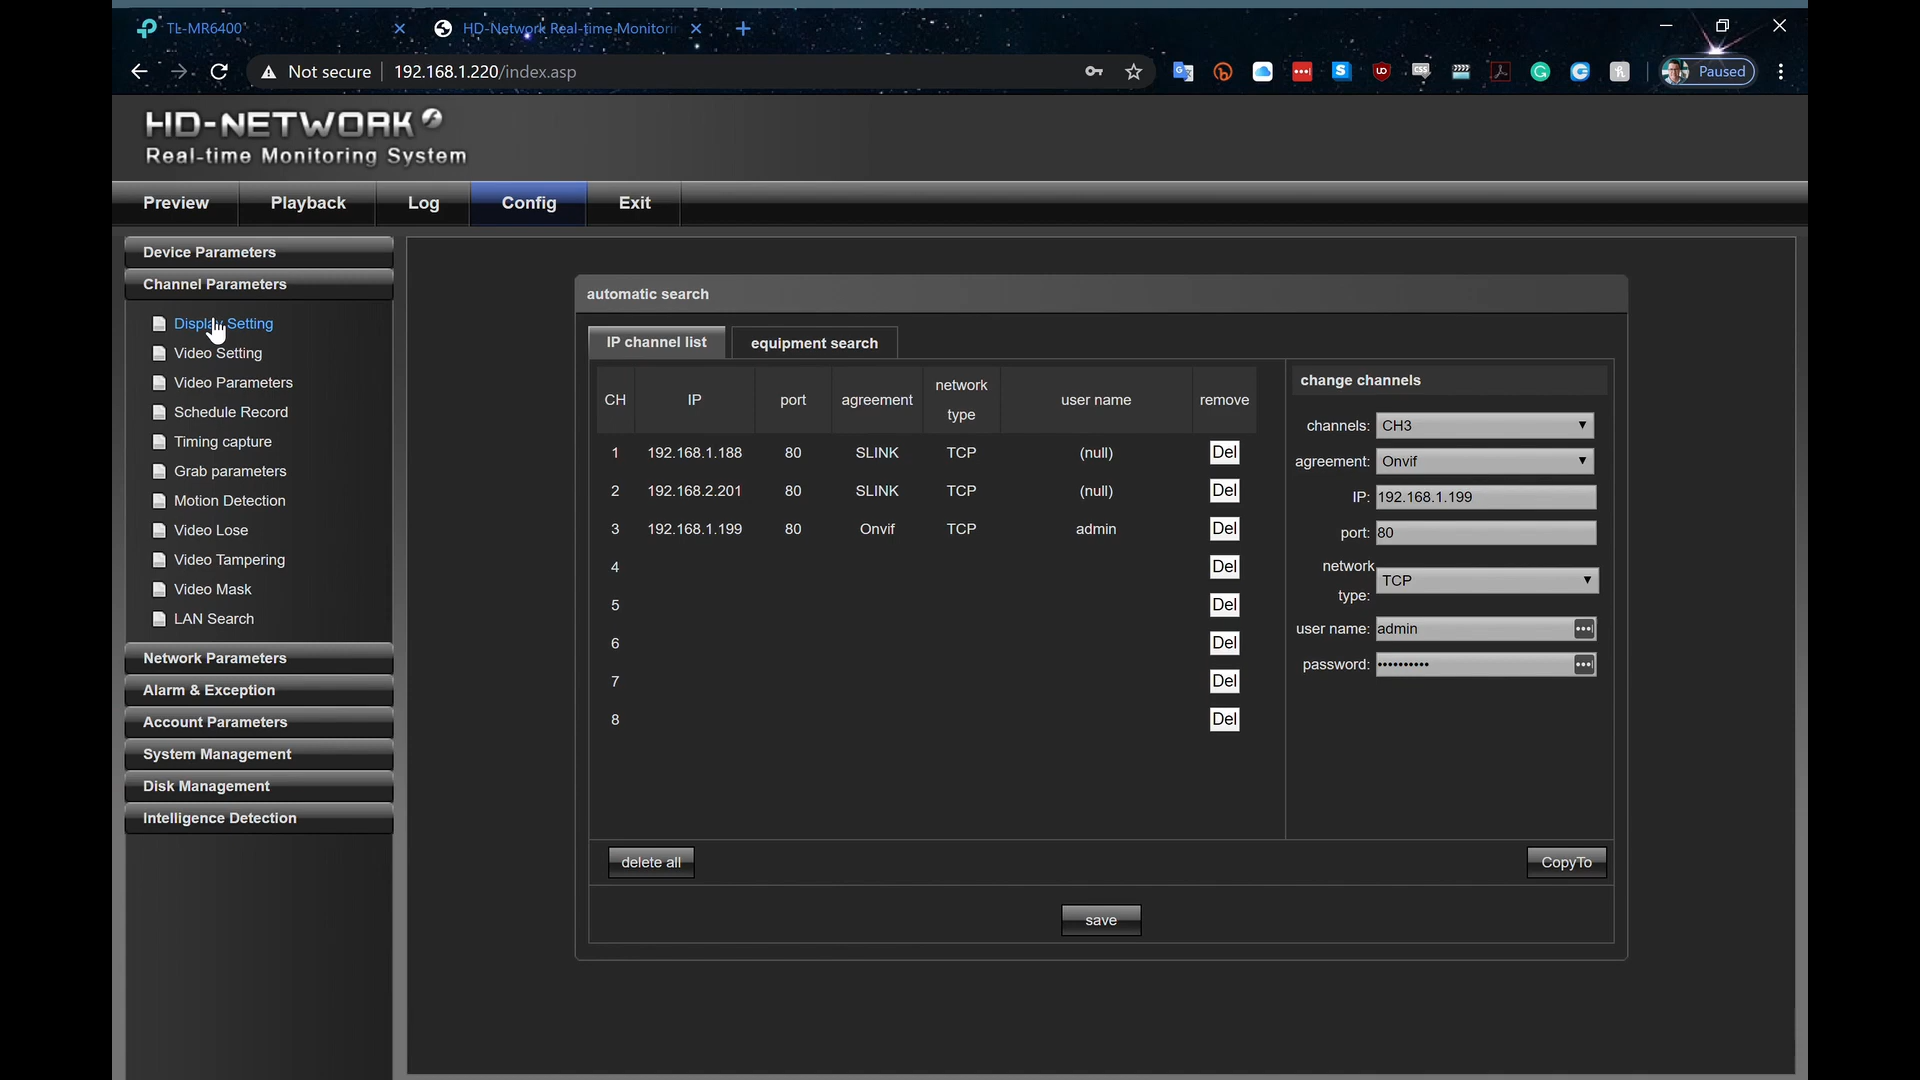 TL-MR6400
HD-Network Real-time Monitorin
Not secure 192.168.1.220/index.asp
Paused
HD-NETWORK
Real-time Monitoring System
Preview Playback Log Config Exit
Device Parameters
Channel Parameters
Display Setting
Video Setting
Video Parameters
Schedule Record
Timing capture
Grab parameters
Motion Detection
Video Lose
Video Tampering
Video Mask
LAN Search
Network Parameters
Alarm & Exception
Account Parameters
System Management
Disk Management
Intelligence Detection
automatic search
IP channel list equipment search
CH IP port agreement network type user name remove
1 192.168.1.188 80 SLINK TCP (null) Del
2 192.168.2.201 80 SLINK TCP (null) Del
3 192.168.1.199 80 Onvif TCP admin Del
4 Del
5 Del
6 Del
7 Del
8 Del
change channels
channels: CH3
agreement: Onvif
IP: 192.168.1.199
port: 80
network type: TCP
user name: admin
password: ••••••••••
delete all CopyTo
save